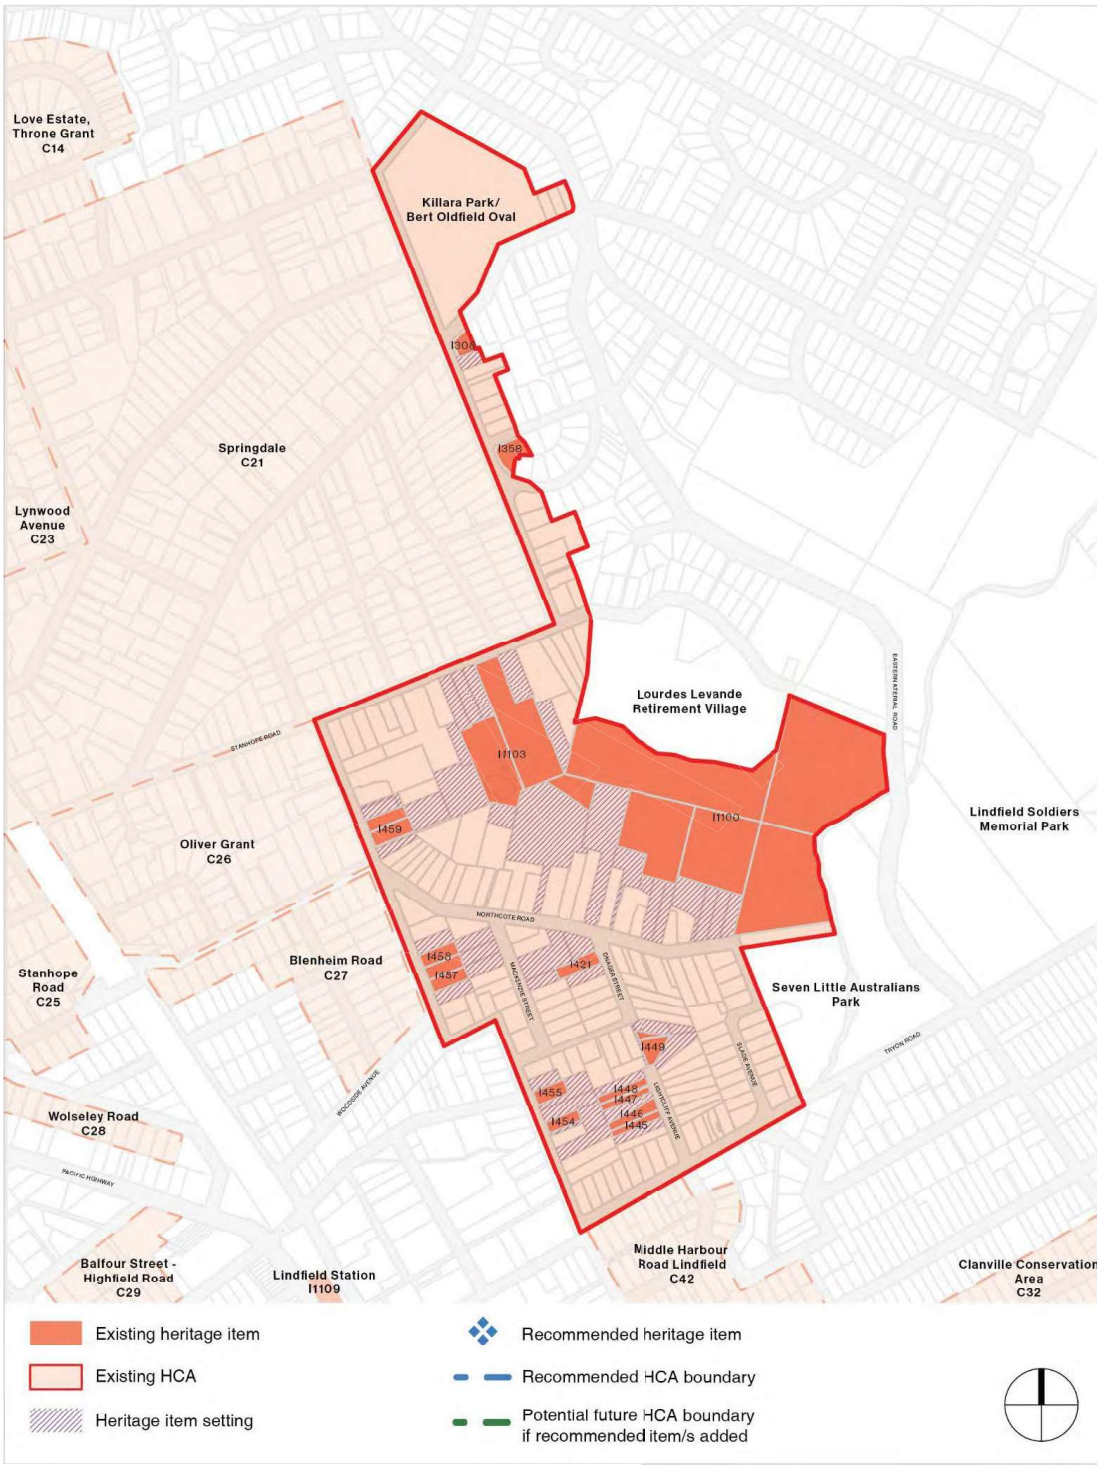 Love Estate,
Throne Grant
C14
Killara Park/
Bert Oldfield Oval
I308
Springdale
C21
I358
Lynwood
Avenue
C23
Lourdes Levande
Retirement Village
EASTERN ATERIAL ROAD
STANHOPE ROAD
I1103
I1100
Lindfield Soldiers
Memorial Park
I459
Oliver Grant
C26
NORTHCOTE ROAD
I458
I457
I421
Blenheim Road
C27
Stanhope
Road
C25
MACKENZIE STREET
Seven Little Australians
Park
TRYON ROAD
I449
SLADE AVENUE
WOODSIDE AVENUE
I455
I448
I447
I446
I445
I454
LIGHTCLIFF AVENUE
Wolseley Road
C28
PACIFIC HIGHWAY
Balfour Street -
Highfield Road
C29
Lindfield Station
I1109
Middle Harbour
Road Lindfield
C42
Clanville Conservation
Area
C32
Existing heritage item
Existing HCA
Heritage item setting
Recommended heritage item
Recommended HCA boundary
Potential future HCA boundary
if recommended item/s added